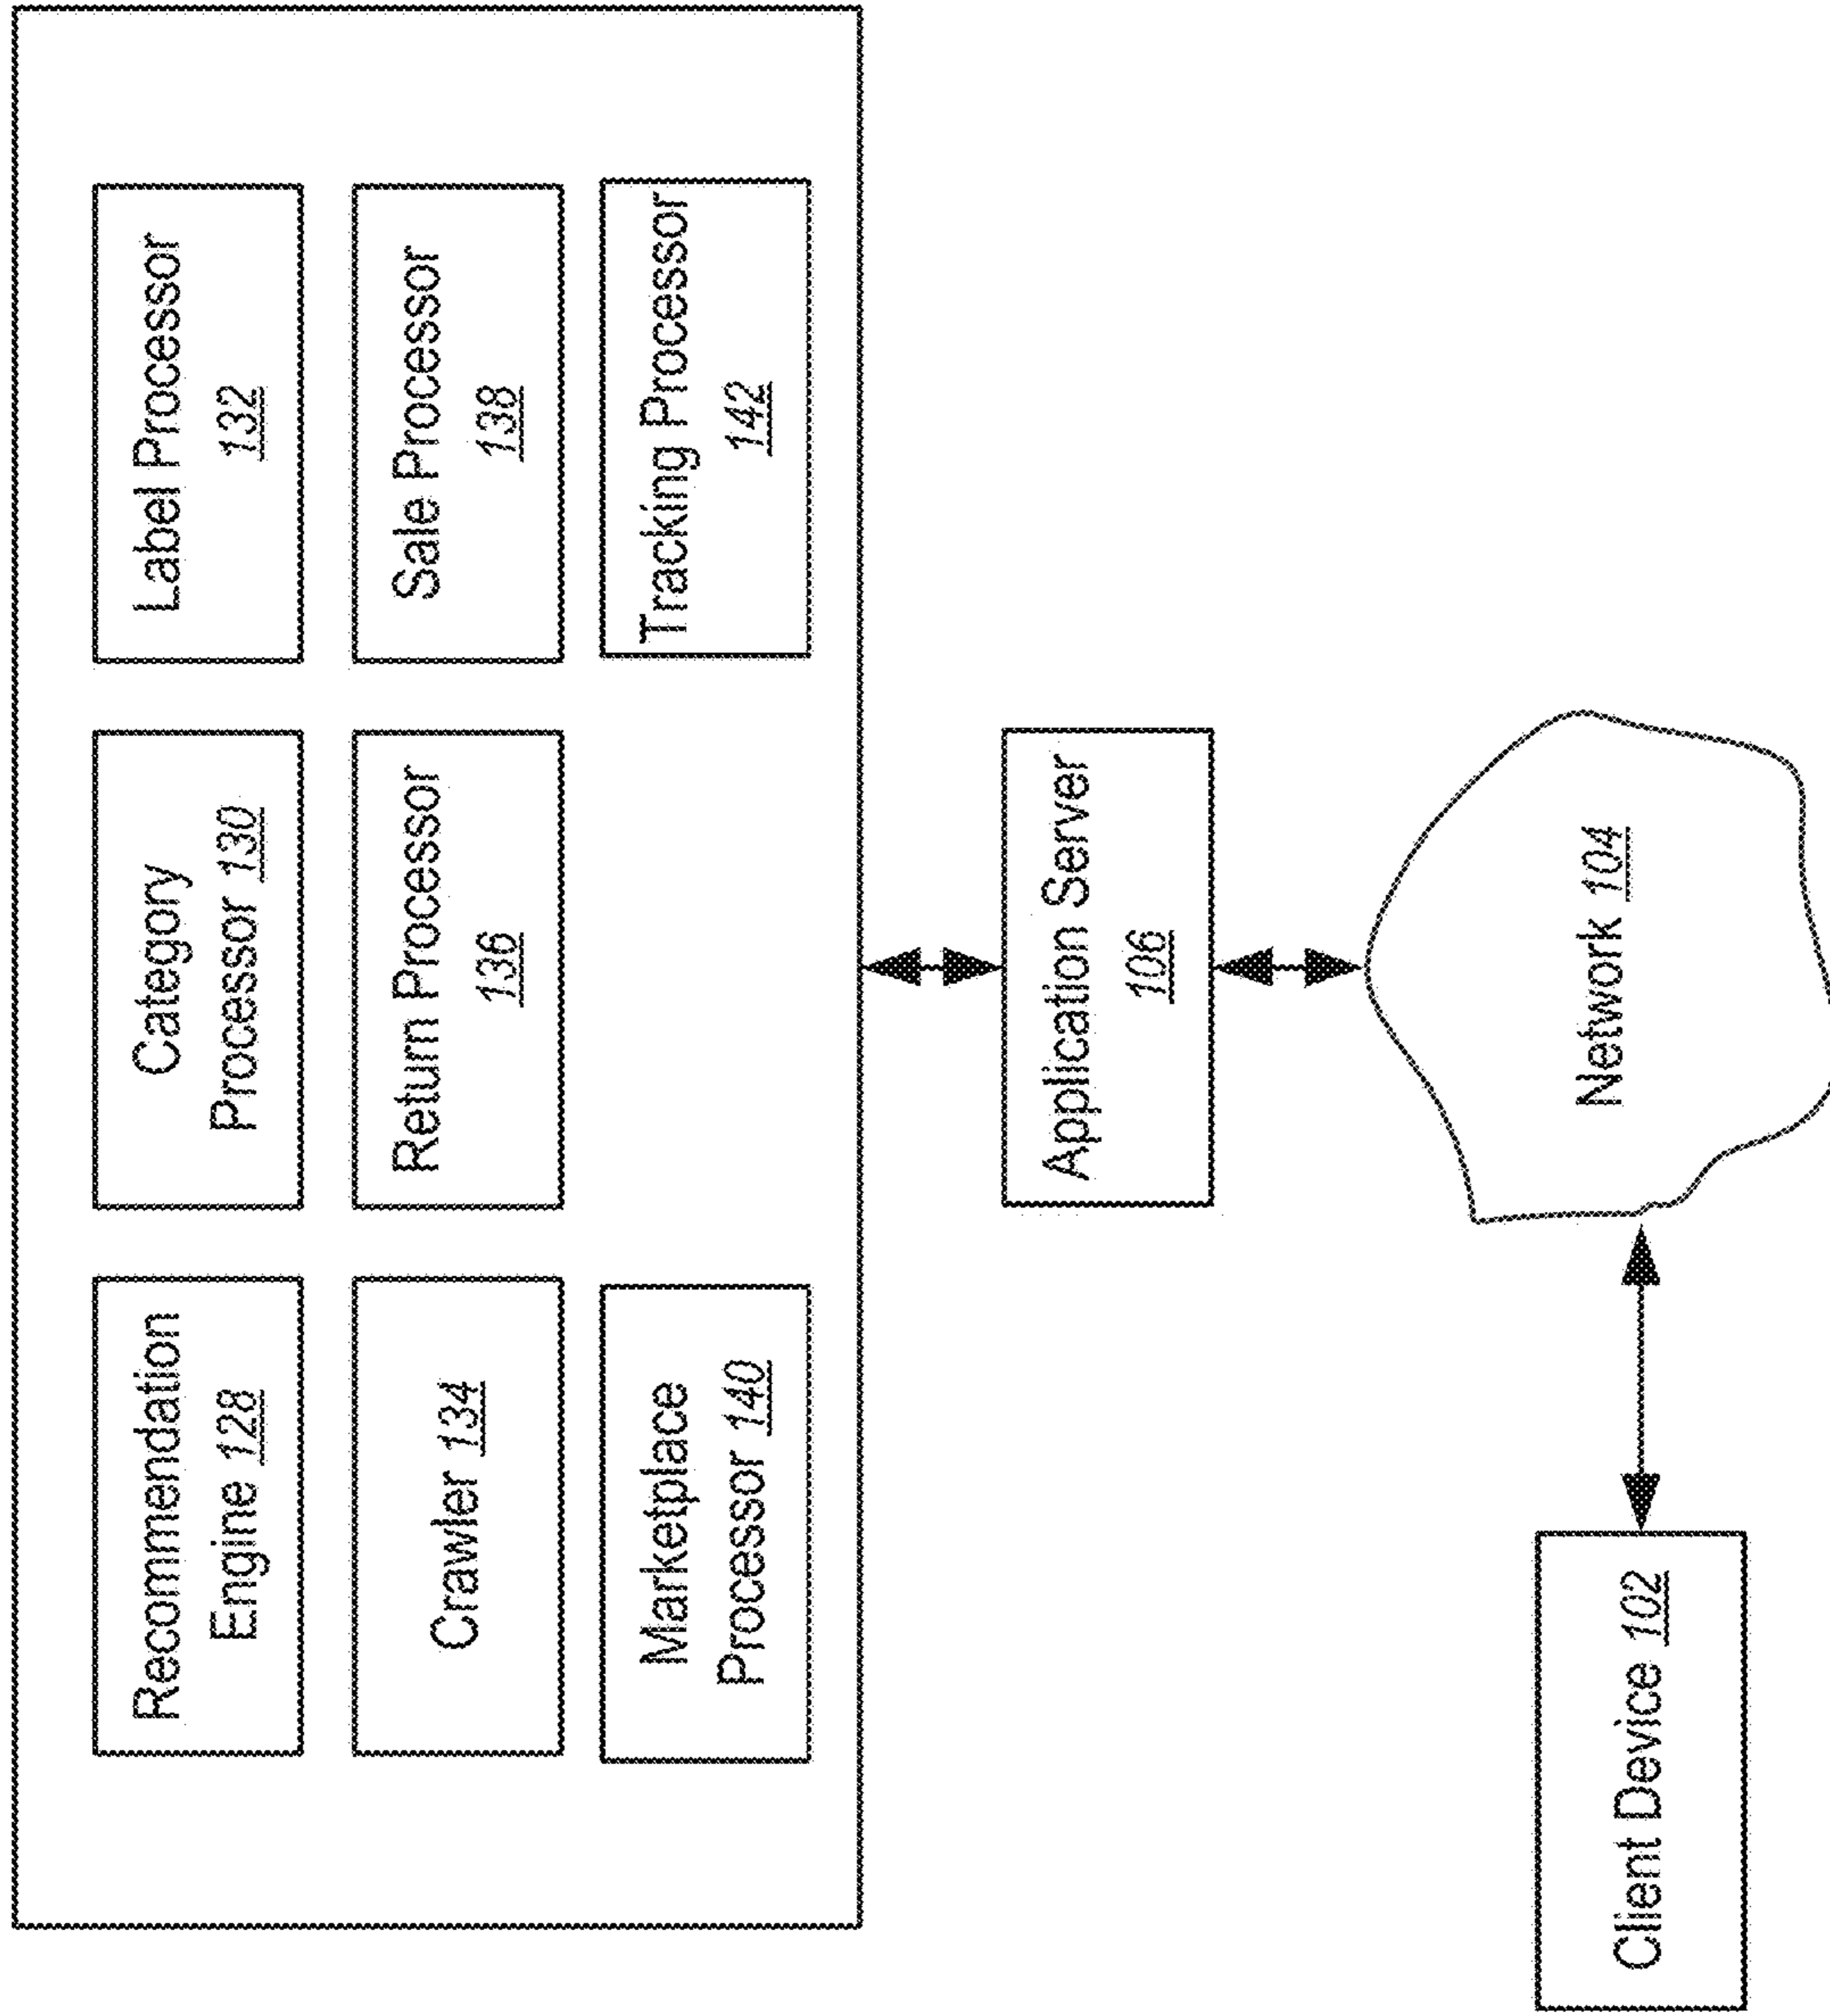 Recommendation
Engine 128
Category
Processor 130
Label Processor
132
Crawler 134
Return Processor
136
Sale Processor
138
Marketplace
Processor 140
Tracking Processor
142
Application Server
106
Network 104
Client Device 102